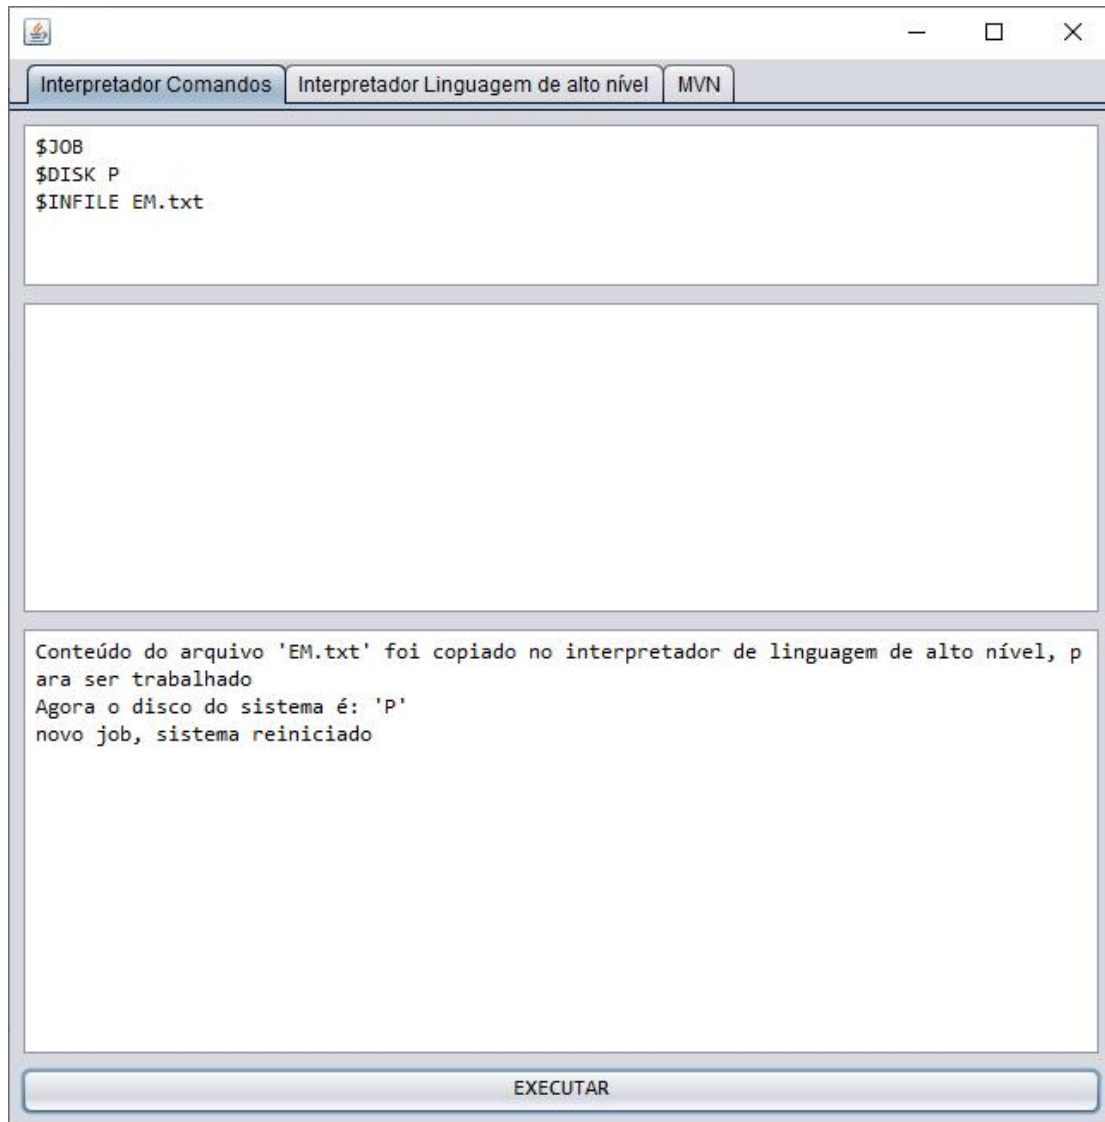 Interpretador Comandos Interpretador Linguagem de alto nível MVN
$JOB
$DISK P
$INFILE EM.txt
Conteúdo do arquivo 'EM.txt' foi copiado no interpretador de linguagem de alto nível, p
ara ser trabalhado
Agora o disco do sistema é: 'P'
novo job, sistema reiniciado
EXECUTAR